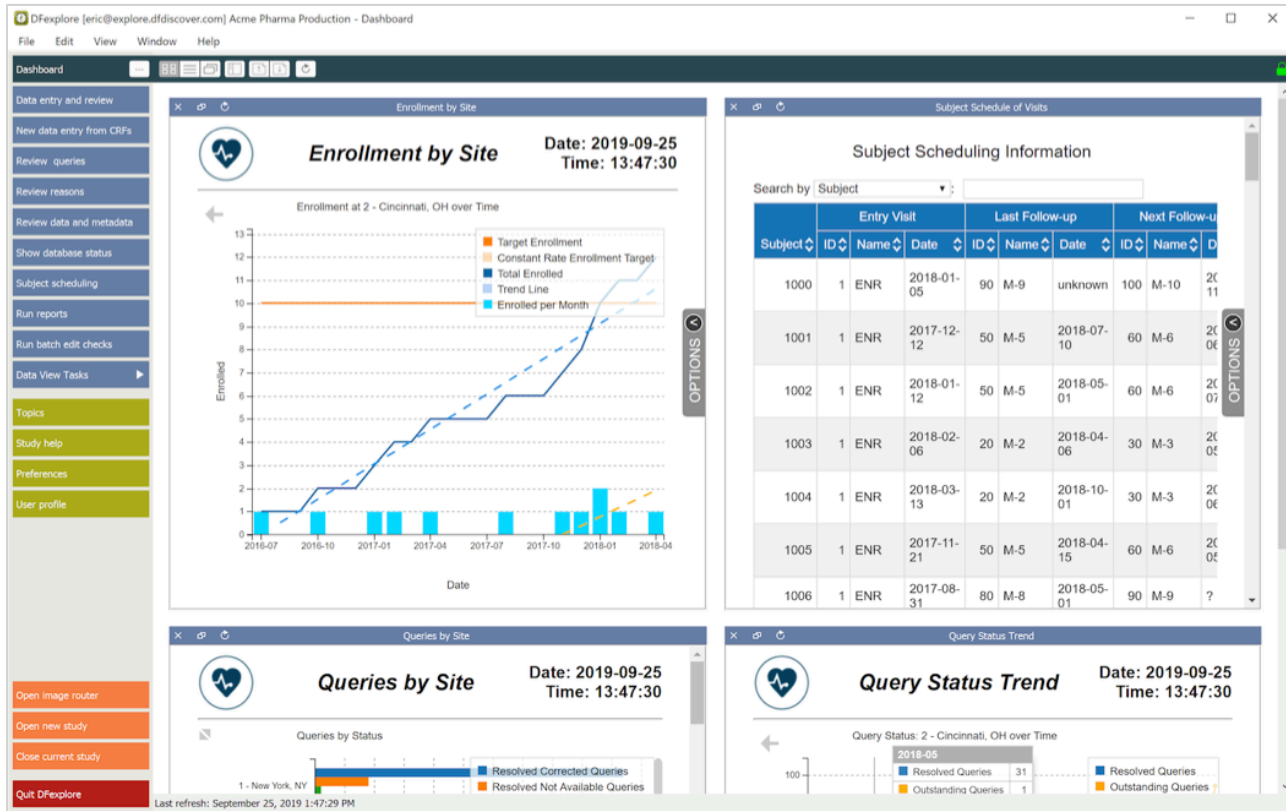 DFexplore [eric@explore.dfdiscover.com] Acme Pharma Production - Dashboard
File Edit View Window Help
Dashboard
Data entry and review
New data entry from CRFs
Review queries
Review reasons
Review data and metadata
Show database status
Subject scheduling
Run reports
Run batch edit checks
Data View Tasks
Topics
Study help
Preferences
User profile
Open image router
Open new study
Close current study
Quit DFexplore
Enrollment by Site
Enrollment by Site
Date: 2019-09-25
Time: 13:47:30
Enrollment at 2 - Cincinnati, OH over Time
Target Enrollment
Constant Rate Enrollment Target
Total Enrolled
Trend Line
Enrolled per Month
Enrolled
13
12
11
10
9
8
7
6
5
4
3
2
1
0
2016-07 2016-10 2017-01 2017-04 2017-07 2017-10 2018-01 2018-04
Date
OPTIONS
Subject Schedule of Visits
Subject Scheduling Information
Search by Subject :
Entry Visit Last Follow-up Next Follow-u
Subject ID Name Date ID Name Date ID Name D
1000 1 ENR 2018-01-05 90 M-9 unknown 100 M-10 20 11
1001 1 ENR 2017-12-12 50 M-5 2018-07-10 60 M-6 20 06
1002 1 ENR 2018-01-12 50 M-5 2018-05-01 60 M-6 20 07
1003 1 ENR 2018-02-06 20 M-2 2018-04-06 30 M-3 20 05
1004 1 ENR 2018-03-13 20 M-2 2018-10-01 30 M-3 20 06
1005 1 ENR 2017-11-21 50 M-5 2018-04-15 60 M-6 20 05
1006 1 ENR 2017-08-31 80 M-8 2018-05-01 90 M-9 ?
OPTIONS
Queries by Site
Queries by Site
Date: 2019-09-25
Time: 13:47:30
Queries by Status
Resolved Corrected Queries
Resolved Not Available Queries
1 - New York, NY
Query Status Trend
Query Status Trend
Date: 2019-09-25
Time: 13:47:30
Query Status: 2 - Cincinnati, OH over Time
2018-05
Resolved Queries 31
Outstanding Queries 1
Resolved Queries
Outstanding Queries
100
Last refresh: September 25, 2019 1:47:29 PM